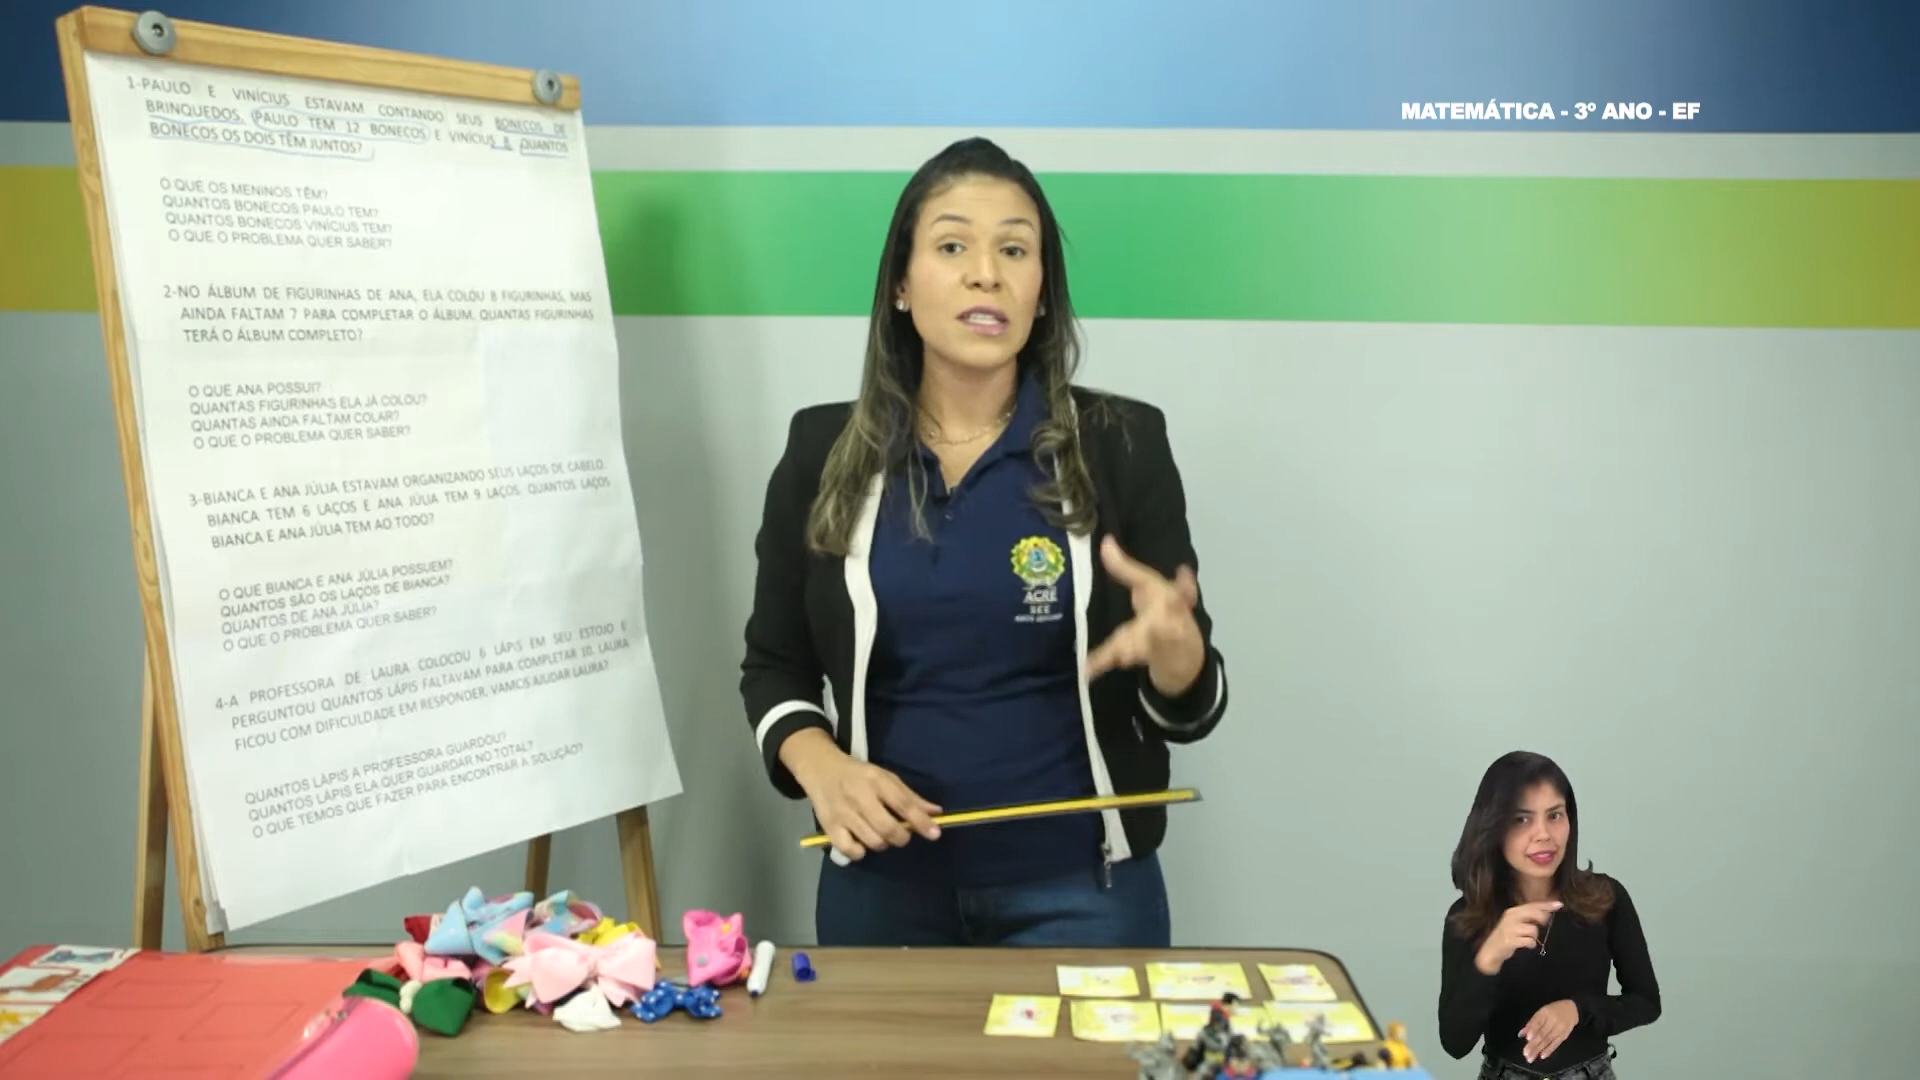 MATEMÁTICA - 3º ANO - EF
1-PAULO E VINÍCIUS ESTAVAM CONTANDO SEUS BONECOS DE
BRINQUEDOS. PAULO TEM 12 BONECOS E VINÍCIUS 8. QUANTOS
BONECOS OS DOIS TÊM JUNTOS?
O QUE OS MENINOS TÊM?
QUANTOS BONECOS PAULO TEM?
QUANTOS BONECOS VINÍCIUS TEM?
O QUE O PROBLEMA QUER SABER?
2-NO ÁLBUM DE FIGURINHAS DE ANA, ELA COLOU 8 FIGURINHAS, MAS
AINDA FALTAM 7 PARA COMPLETAR O ÁLBUM. QUANTAS FIGURINHAS
TERÁ O ÁLBUM COMPLETO?
O QUE ANA POSSUI?
QUANTAS FIGURINHAS ELA JÁ COLOU?
QUANTAS AINDA FALTAM COLAR?
O QUE O PROBLEMA QUER SABER?
3-BIANCA E ANA JÚLIA ESTAVAM ORGANIZANDO SEUS LAÇOS DE CABELO.
BIANCA TEM 6 LAÇOS E ANA JÚLIA TEM 9 LAÇOS. QUANTOS LAÇOS
BIANCA E ANA JÚLIA TEM AO TODO?
O QUE BIANCA E ANA JÚLIA POSSUEM?
QUANTOS SÃO OS LAÇOS DE BIANCA?
QUANTOS DE ANA JÚLIA?
O QUE O PROBLEMA QUER SABER?
4-A PROFESSORA DE LAURA COLOCOU 6 LÁPIS EM SEU ESTOJO E
PERGUNTOU QUANTOS LÁPIS FALTAVAM PARA COMPLETAR 10. LAURA
FICOU COM DIFICULDADE EM RESPONDER. VAMOS AJUDAR LAURA?
QUANTOS LÁPIS A PROFESSORA GUARDOU?
QUANTOS LÁPIS ELA QUER GUARDAR NO TOTAL?
O QUE TEMOS QUE FAZER PARA ENCONTRAR A SOLUÇÃO?
ACRE
SEE